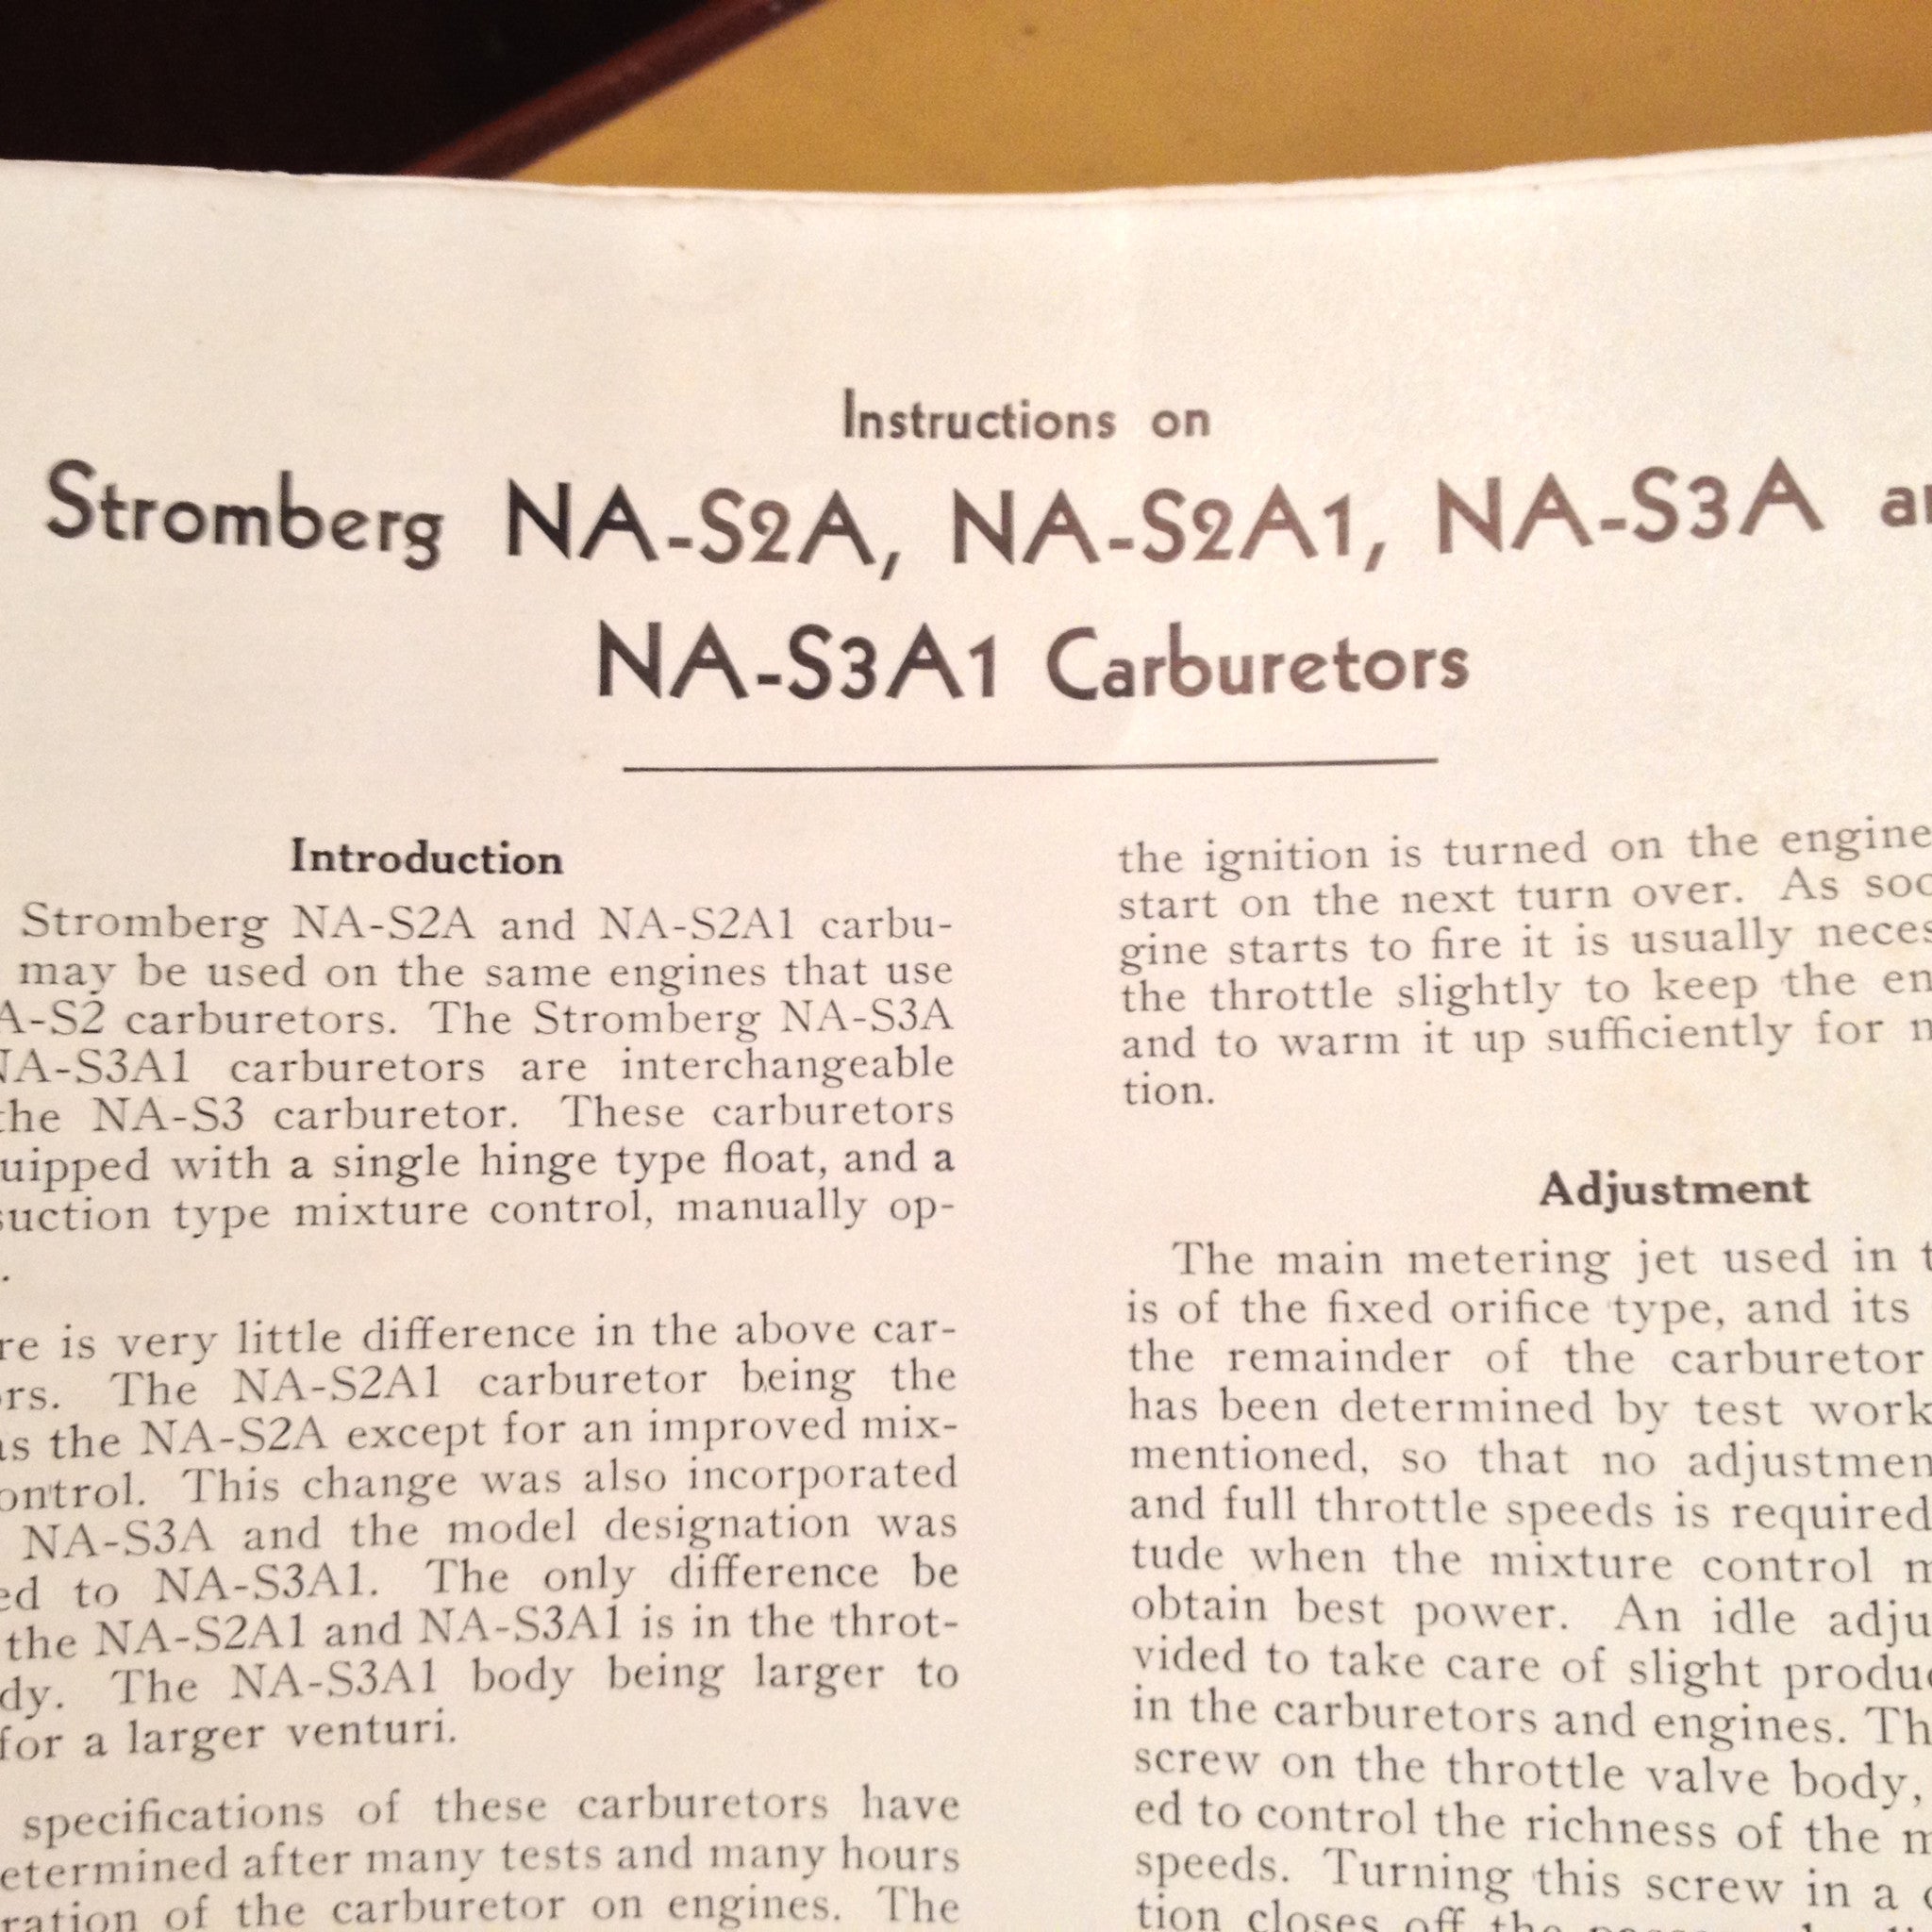 Instructions on
Stromberg NA-S2A, NA-S2A1, NA-S3A
NA-S3A1 Carburetors
Introduction
Stromberg NA-S2A and NA-S2A1 carbu-
may be used on the same engines that use
A-S2 carburetors. The Stromberg NA-S3A
NA-S3A1 carburetors are interchangeable
the NA-S3 carburetor. These carburetors
uipped with a single hinge type float, and a
suction type mixture control, manually op-
.
re is very little difference in the above car-
ors. The NA-S2A1 carburetor being the
as the NA-S2A except for an improved mix-
ontrol. This change was also incorporated
NA-S3A and the model designation was
ed to NA-S3A1. The only difference be
the NA-S2A1 and NA-S3A1 is in the throt-
dy. The NA-S3A1 body being larger to
for a larger venturi.
specifications of these carburetors have
etermined after many tests and many hours
ration of the carburetor on engines. The
the ignition is turned on the engine
start on the next turn over. As soo
gine starts to fire it is usually neces
the throttle slightly to keep the en
and to warm it up sufficiently for
tion.
Adjustment
The main metering jet used in t
is of the fixed orifice type, and its
the remainder of the carburetor
has been determined by test work
mentioned, so that no adjustmen
and full throttle speeds is required
tude when the mixture control m
obtain best power. An idle adju
vided to take care of slight produc
in the carburetors and engines. Th
screw on the throttle valve body,
ed to control the richness of the m
speeds. Turning this screw in a
tion closes off the